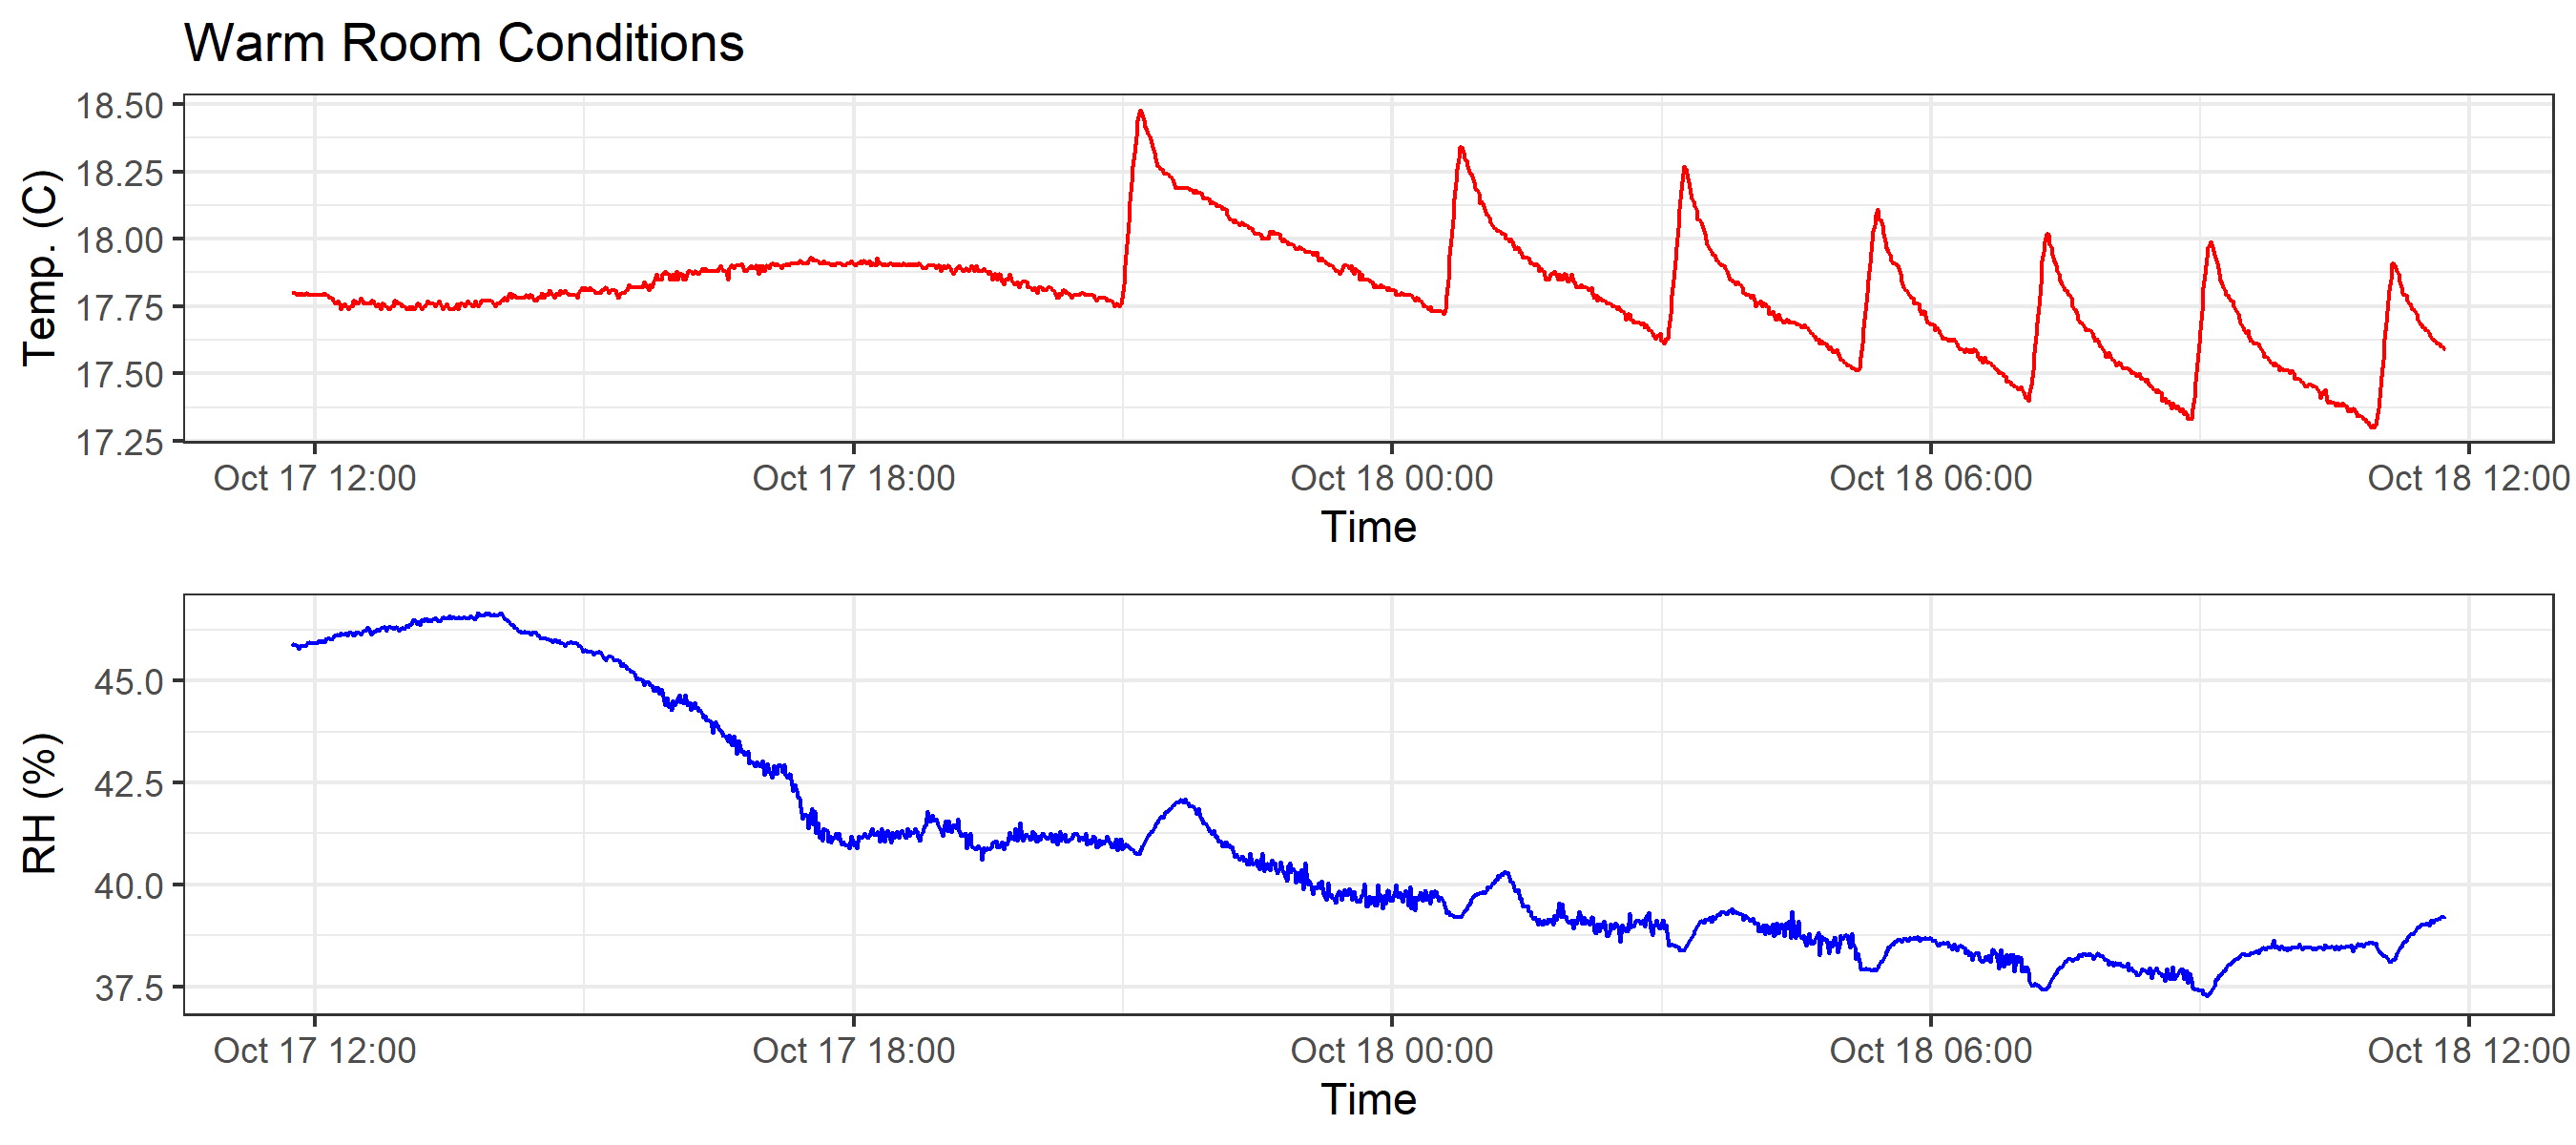 Warm Room Conditions
Temp. (C)
18.50
18.25
18.00
17.75
17.50
17.25
Oct 17 12:00 Oct 17 18:00 Oct 18 00:00 Oct 18 06:00 Oct 18 12:00
Time
RH (%)
45.0
42.5
40.0
37.5
Oct 17 12:00 Oct 17 18:00 Oct 18 00:00 Oct 18 06:00 Oct 18 12:00
Time